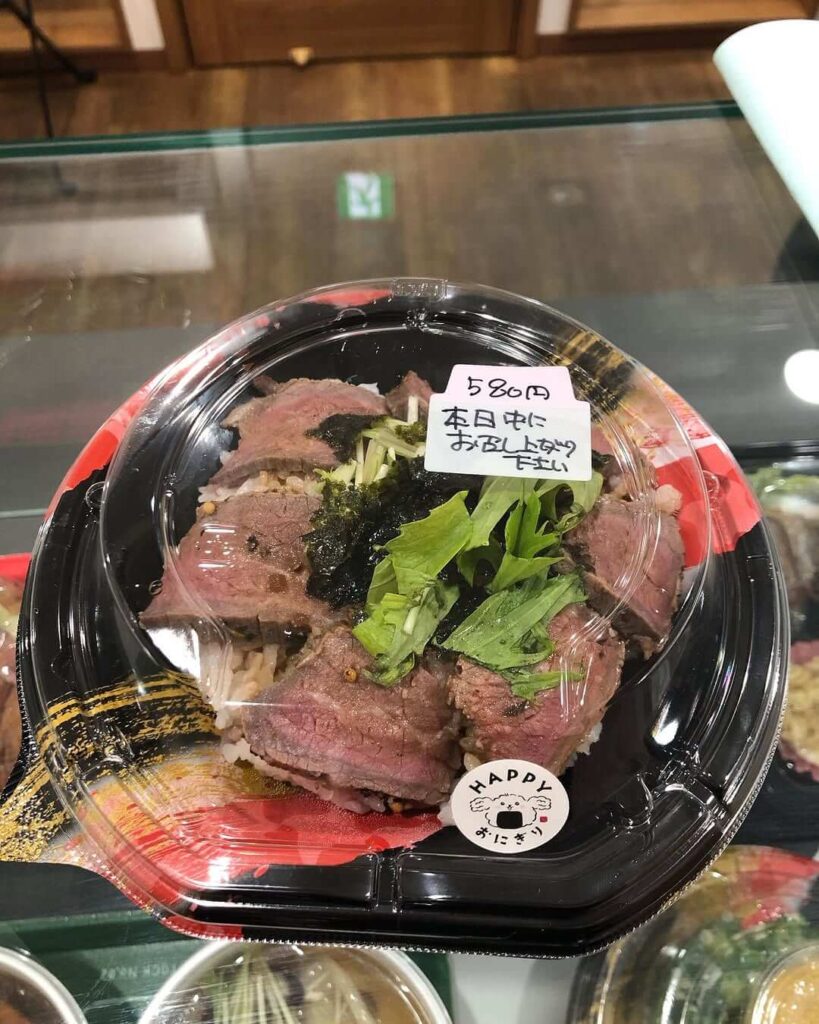 580円
本日中に
お召し上がり
下さい
HAPPY
おにぎり